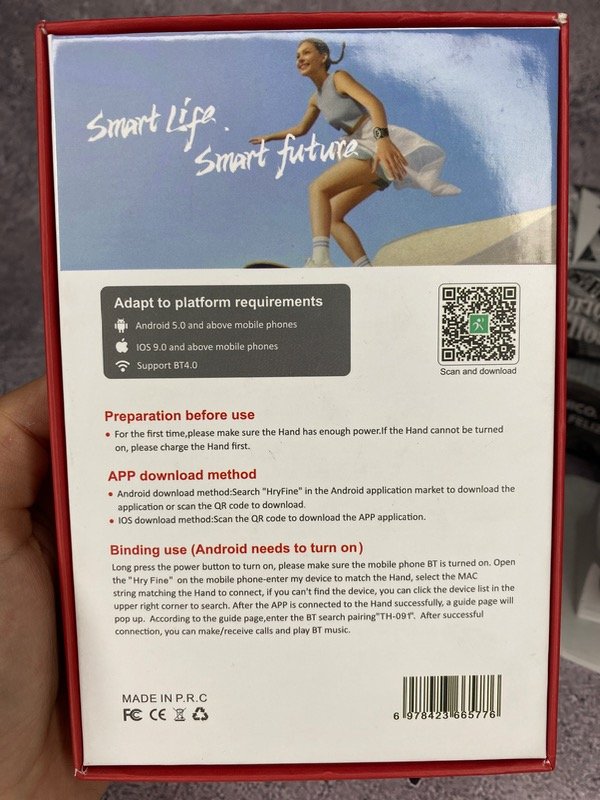 Smart Life.
Smart future
Adapt to platform requirements
Android 5.0 and above mobile phones
IOS 9.0 and above mobile phones
Support BT4.0
Scan and download
Preparation before use
• For the first time,please make sure the Hand has enough power.If the Hand cannot be turned
on, please charge the Hand first.
APP download method
• Android download method:Search "HryFine" in the Android application market to download the
application or scan the QR code to download.
• IOS download method:Scan the QR code to download the APP application.
Binding use (Android needs to turn on)
Long press the power button to turn on, please make sure the mobile phone BT is turned on. Open
the "Hry Fine" on the mobile phone-enter my device to match the Hand, select the MAC
string matching the Hand to connect, if you can't find the device, you can click the device list in the
upper right corner to search. After the APP is connected to the Hand successfully, a guide page will
pop up. According to the guide page,enter the BT search pairing"TH-091". After successful
connection, you can make/receive calls and play BT music.
MADE IN P.R.C
FC CE
6 978423 665776